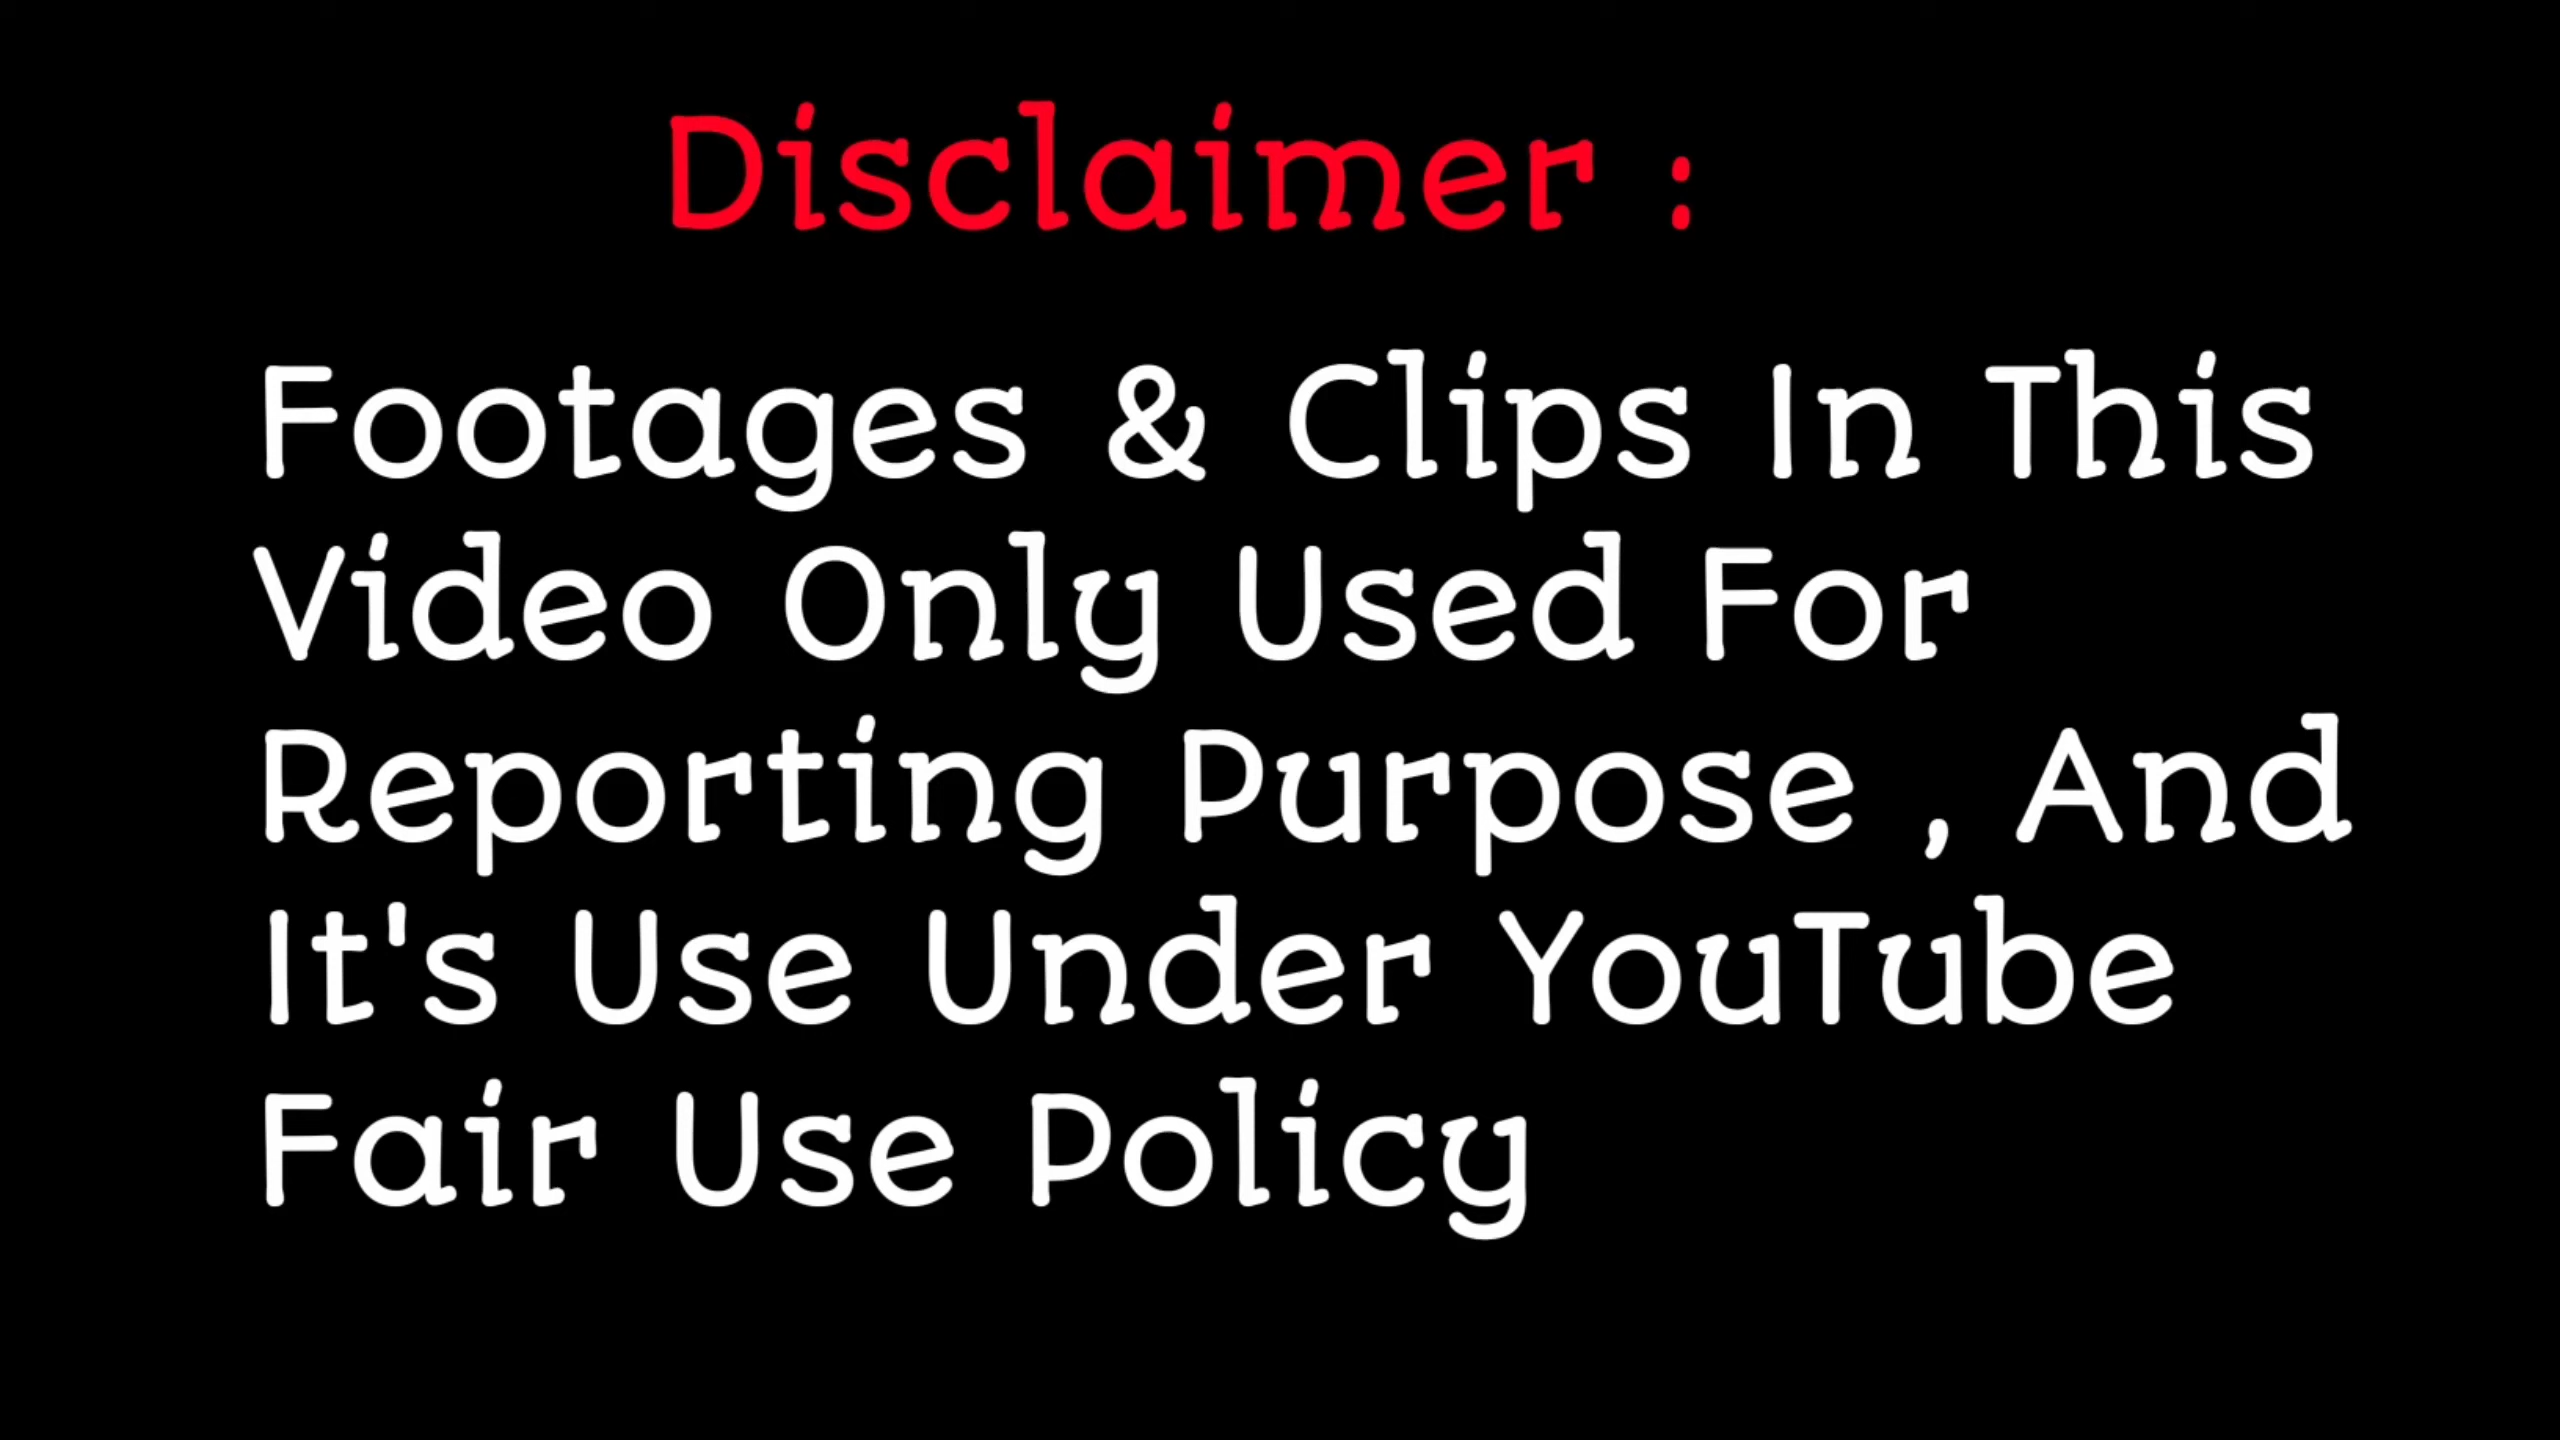 Disclaimer :
Footages & Clips In This
Video Only Used For
Reporting Purpose , And
It's Use Under YouTube
Fair Use Policy